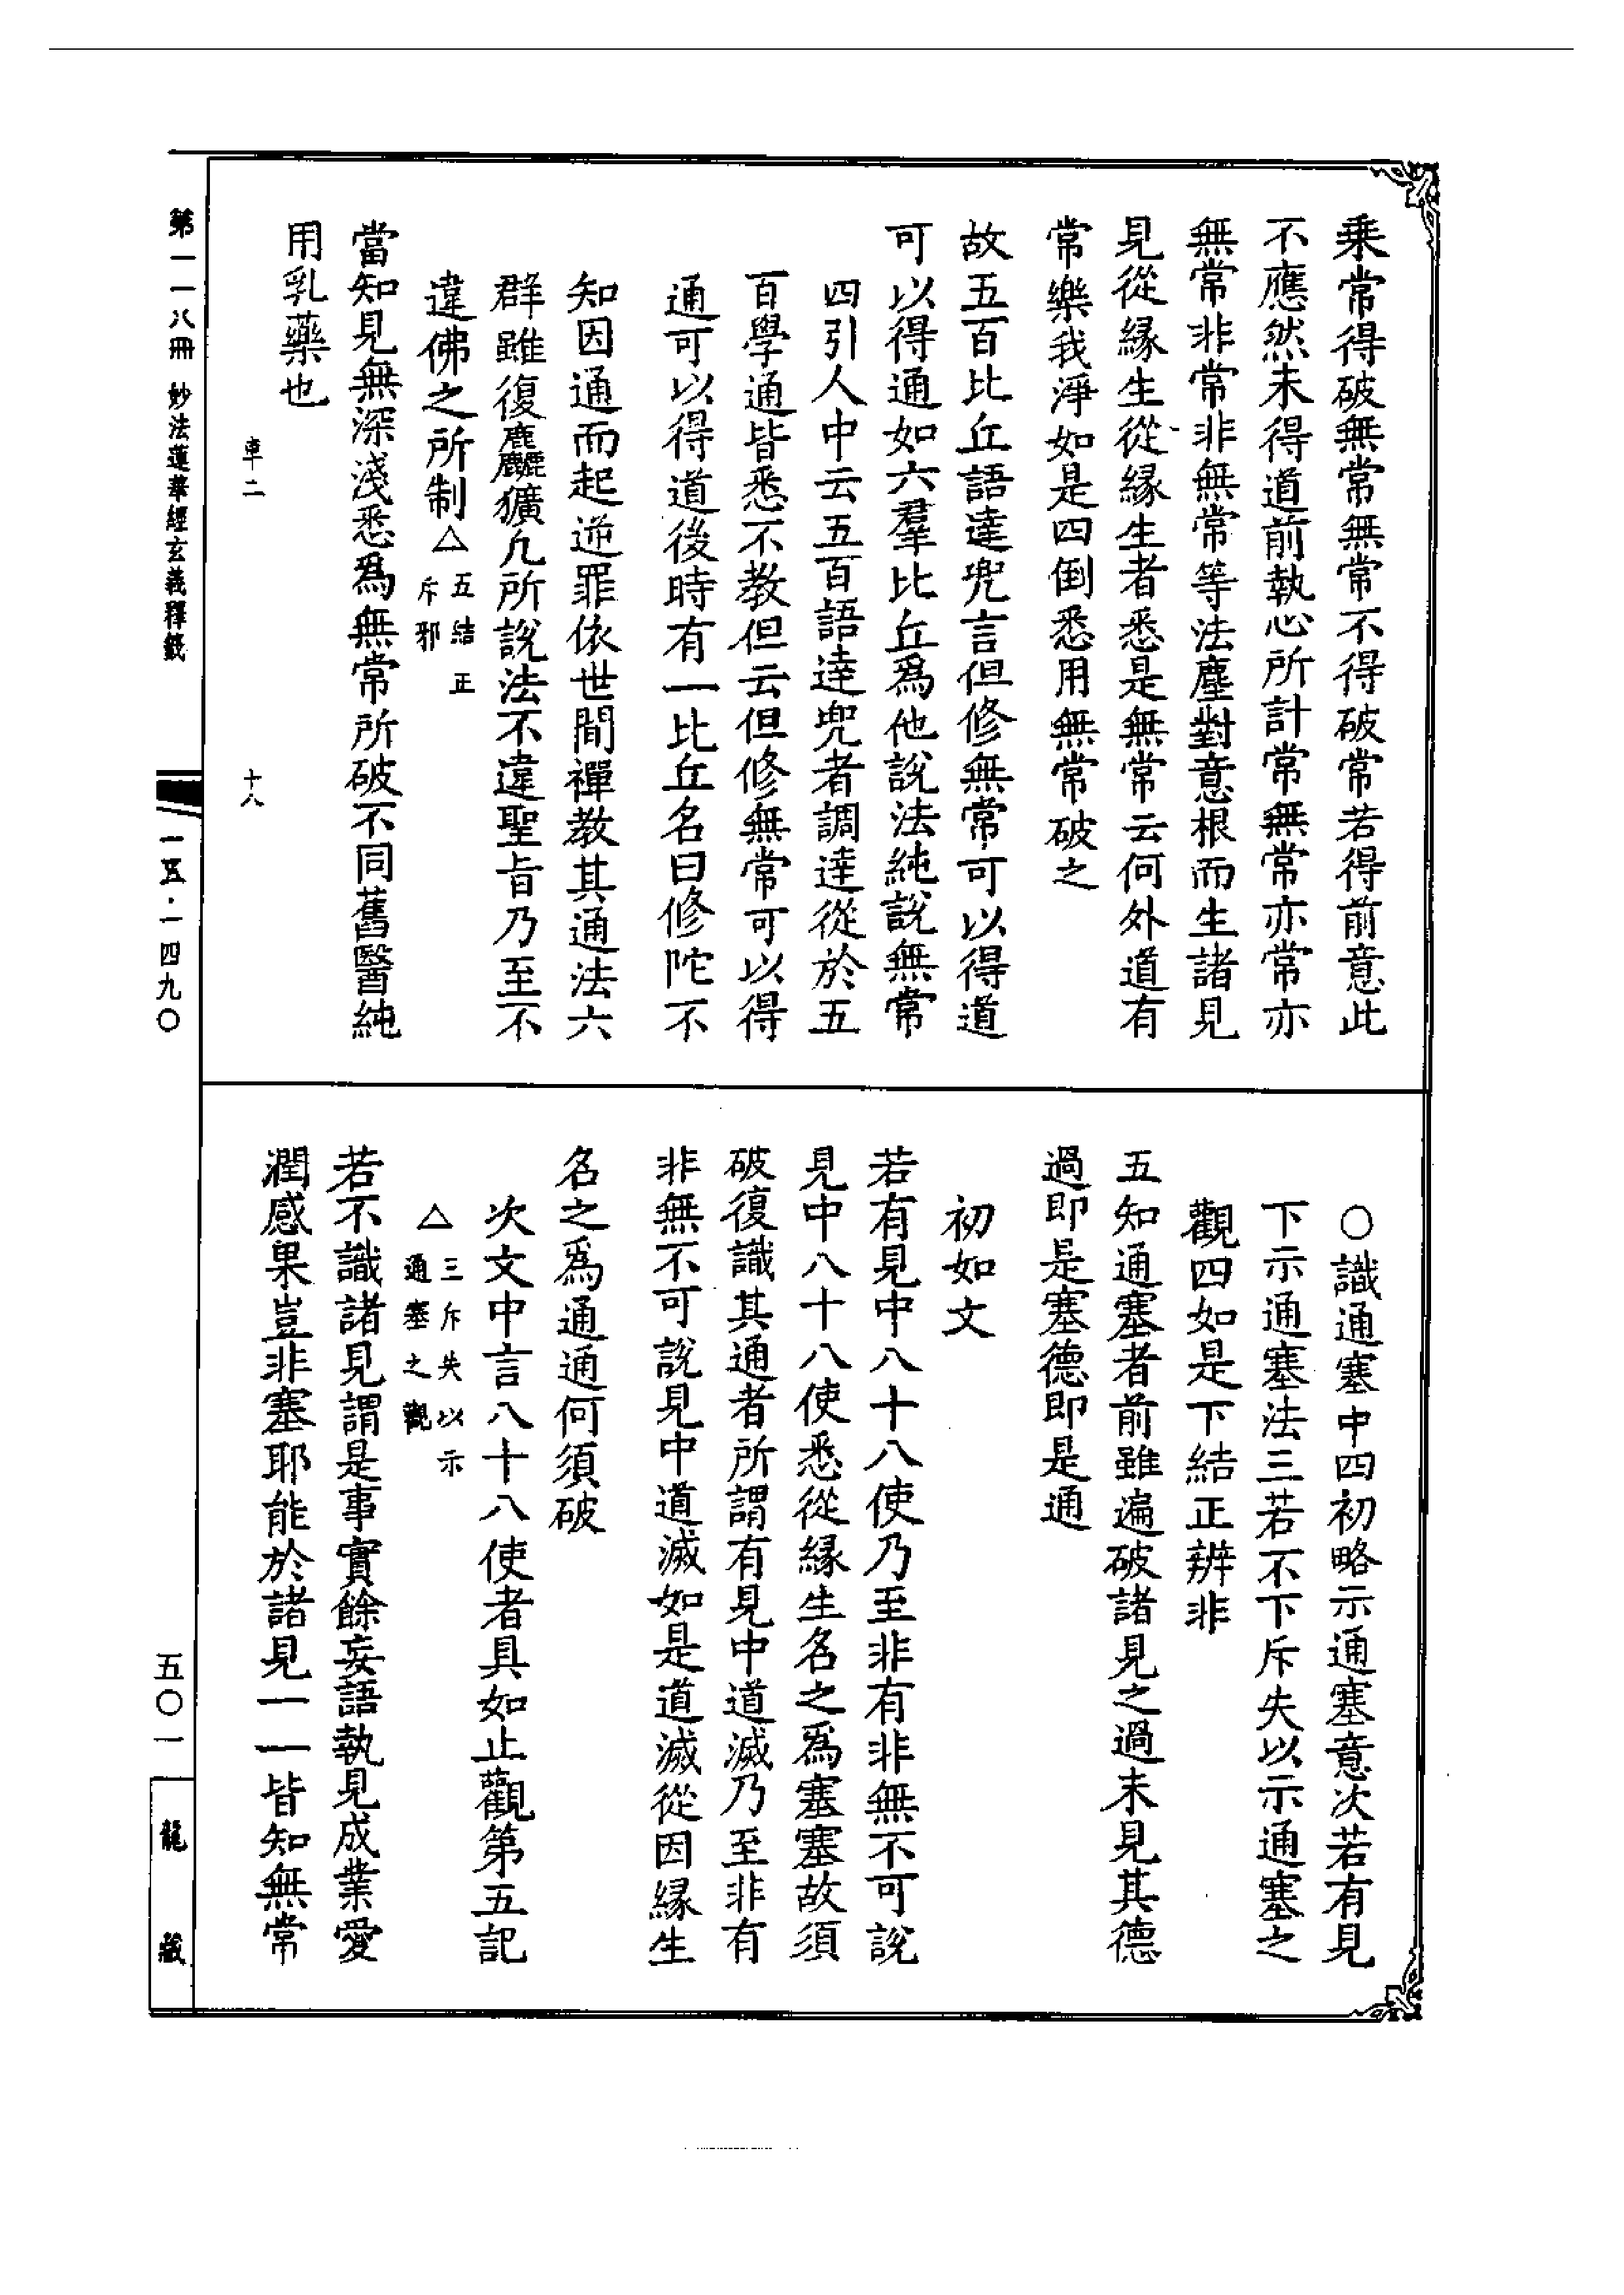 乘常得破無常無常不得破常若得前意此
不應然未得道前執心所計常無常亦常亦
無常非常非無常等法塵對意根而生諸見
見從緣生從緣生者悉是無常云何外道有
常樂我淨如是四倒悉用無常破之
故五百比丘語達兜言但修無常可以得道
可以得通如六羣比丘爲他說法純說無常
四引人中云五百語達兜者調達從於五
百學通皆悉不教但云但修無常可以得
通可以得道後時有一比丘名曰修陀不
知因通而起逆罪依世間禪教其通法六
群雖復麤獷凡所說法不違聖旨乃至不
違佛之所制△五結正斥邪
當知見無深淺悉爲無常所破不同舊醫純
用乳藥也
車二 十八
○識通塞中四初略示通塞意次若有見
下示通塞法三若不下斥失以示通塞之
觀四如是下結正辨非
五知通塞者前雖遍破諸見之過未見其德
過即是塞德即是通
初如文
若有見中八十八使乃至非有非無不可說
見中八十八使悉從緣生名之爲塞塞故須
破復識其通者所謂有見中道滅乃至非有
非無不可說見中道滅如是道滅從因緣生
名之爲通通何須破
次文中言八十八使者具如止觀第五記
△三斥失以示通塞之觀
若不識諸見謂是事實餘妄語執見成業愛
潤感果豈非塞耶能於諸見一一皆知無常
第一一八冊 妙法蓮華經玄義釋籤
一五·一四九〇
五〇一
龍藏